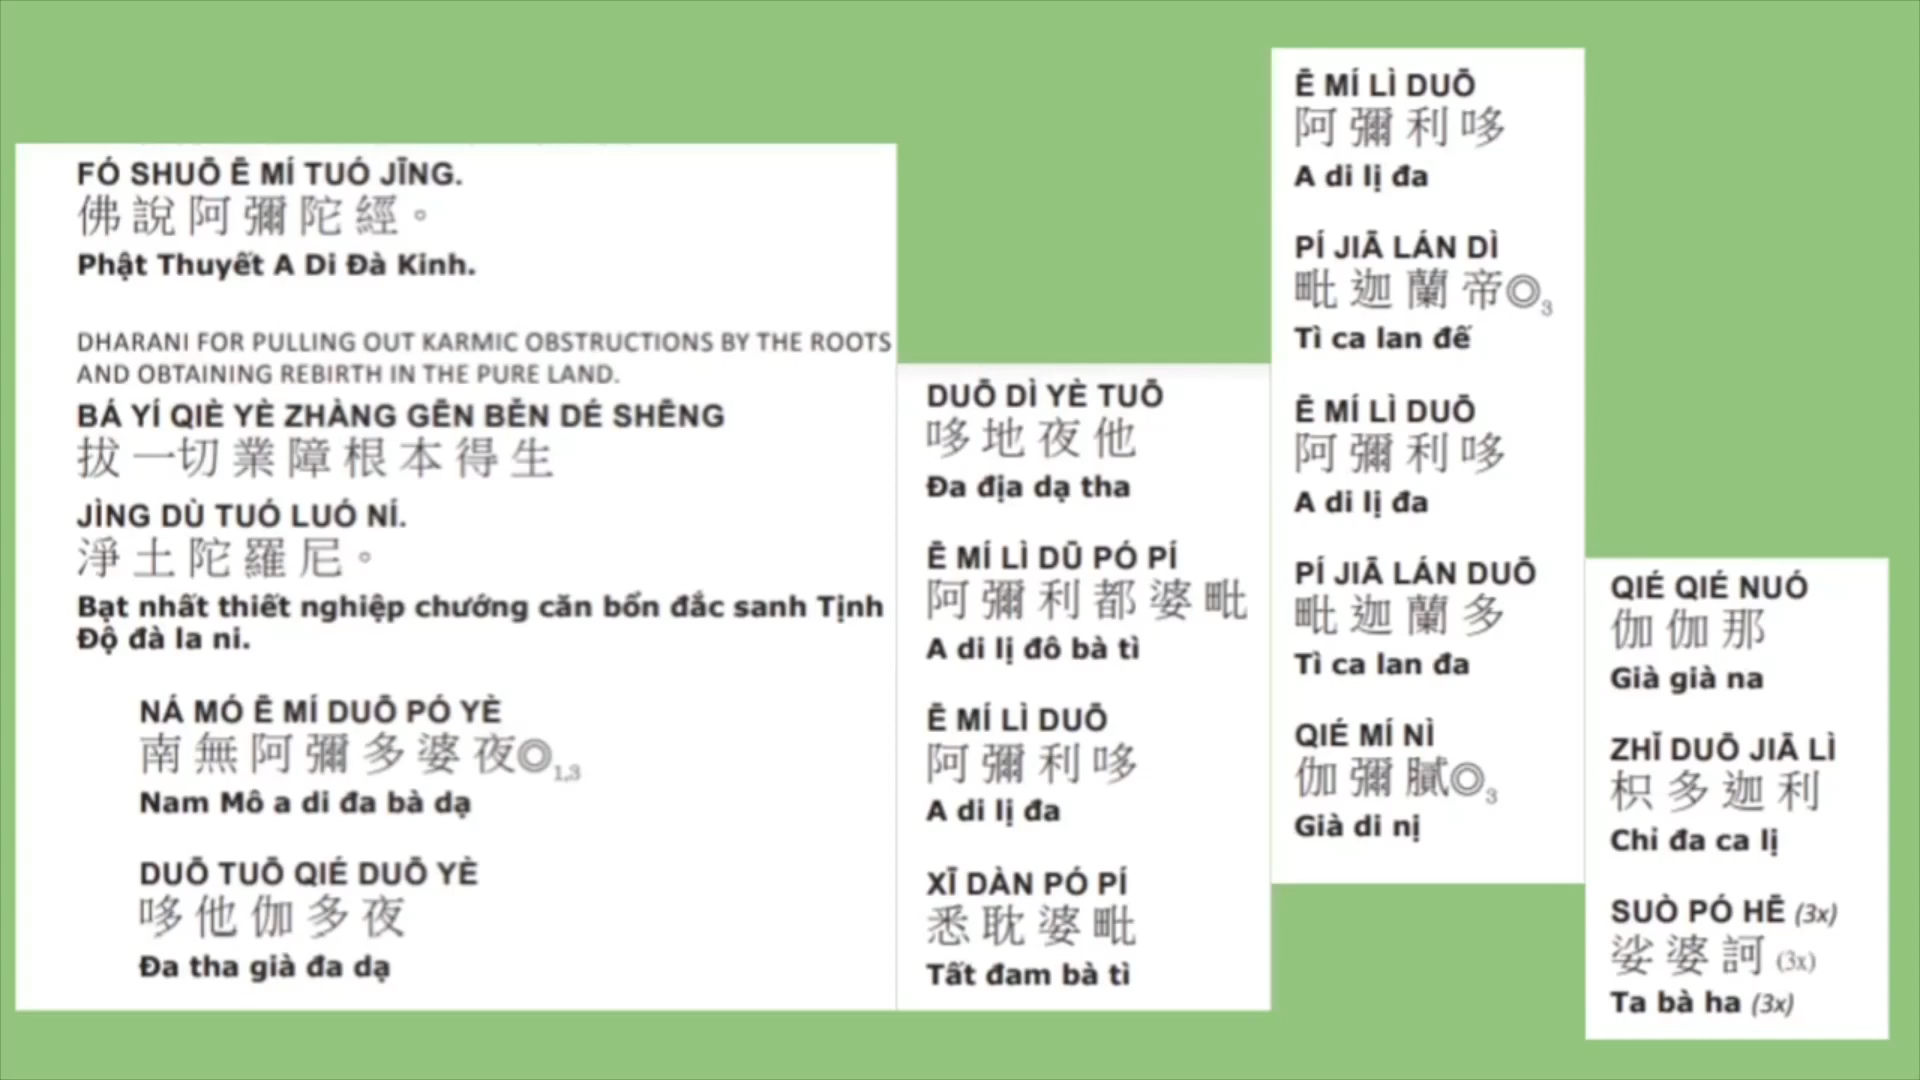 FÓ SHUŌ Ē MÍ TUÓ JĪNG.
佛說阿彌陀經。
Phật Thuyết A Di Đà Kinh.
DHARANI FOR PULLING OUT KARMIC OBSTRUCTIONS BY THE ROOTS
AND OBTAINING REBIRTH IN THE PURE LAND.
BÁ YÍ QIÈ YÈ ZHÀNG GĒN BĚN DÉ SHĒNG
拔一切業障根本得生
JÌNG DÙ TUÓ LUÓ NÍ.
淨土陀羅尼。
Bạt nhất thiết nghiệp chướng căn bổn đắc sanh Tịnh
Độ đà la ni.
NÁ MÓ Ē MÍ DUŌ PÓ YÈ
南無阿彌多婆夜◎1,3
Nam Mô a di đa bà dạ
DUŌ TUŌ QIÉ DUŌ YÈ
哆他伽多夜
Đa tha già đa dạ
DUŌ DÌ YÈ TUŌ
哆地夜他
Đa địa dạ tha
Ē MÍ LÌ DŪ PÓ PÍ
阿彌利都婆毗
A di lị đô bà tì
Ē MÍ LÌ DUŌ
阿彌利哆
A di lị đa
XĪ DÀN PÓ PÍ
悉耽婆毗
Tất đam bà tì
Ē MÍ LÌ DUŌ
阿彌利哆
A di lị đa
PÍ JIĀ LÁN DÌ
毗迦蘭帝◎3
Tì ca lan đế
Ē MÍ LÌ DUŌ
阿彌利哆
A di lị đa
PÍ JIĀ LÁN DUŌ
毗迦蘭多
Tì ca lan đa
QIÉ MÍ NÌ
伽彌膩◎3
Già di nị
QIÉ QIÉ NUÓ
伽伽那
Già già na
ZHǏ DUŌ JIĀ LÌ
枳多迦利
Chỉ đa ca lị
SUÒ PÓ HĒ (3x)
娑婆訶 (3x)
Ta bà ha (3x)